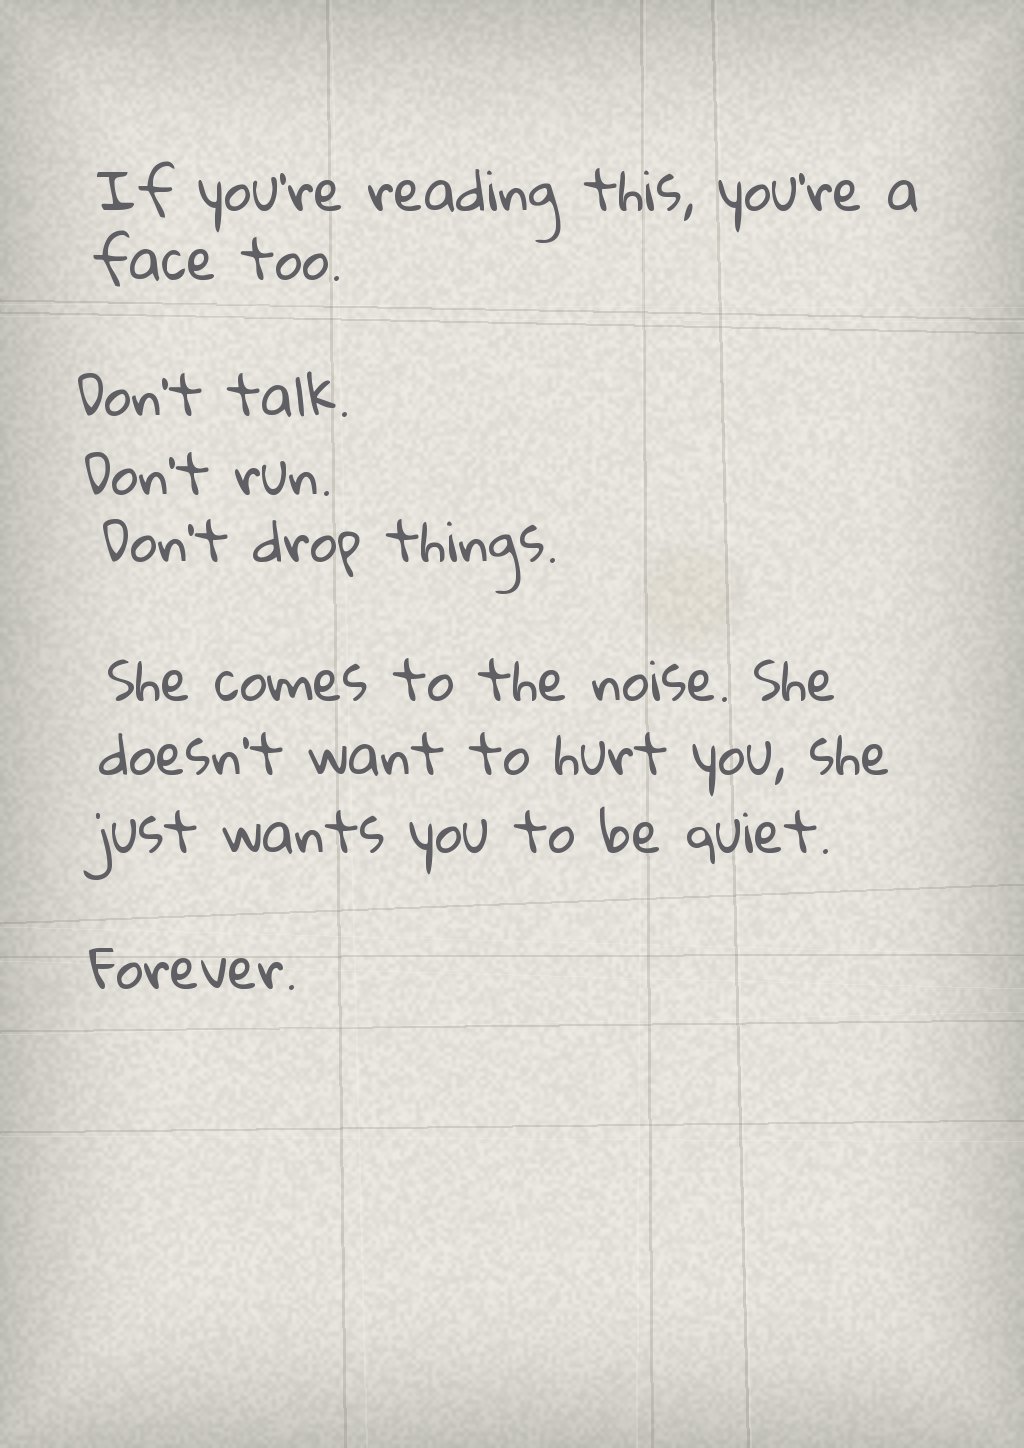 If you're reading this, you're a
face too.
Don't talk.
Don't run.
Don't drop things.
She comes to the noise. She
doesn't want to hurt you, she
just wants you to be quiet.
Forever.